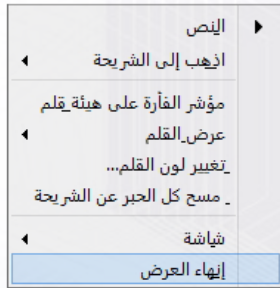 النص
اذهب إلى الشريحة
مؤشر الفأرة على هيئة قلم
عرض القلم
تغيير لون القلم...
مسح كل الحبر عن الشريحة
شاشة
إنهاء العرض